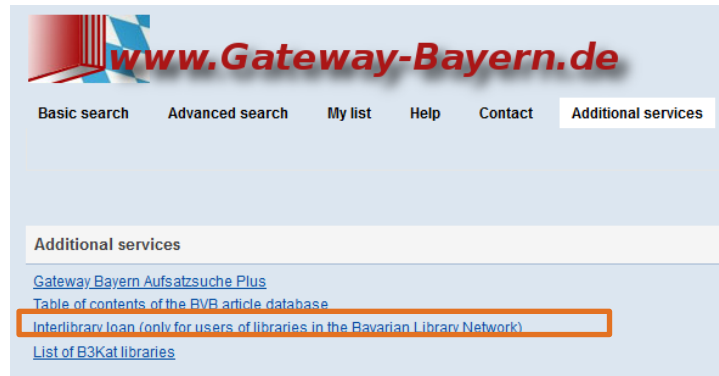 www.Gateway-Bayern.de
Basic search Advanced search My list Help Contact Additional services
Additional services
Gateway Bayern Aufsatzsuche Plus
Table of contents of the BVB article database
Interlibrary loan (only for users of libraries in the Bavarian Library Network)
List of B3Kat libraries